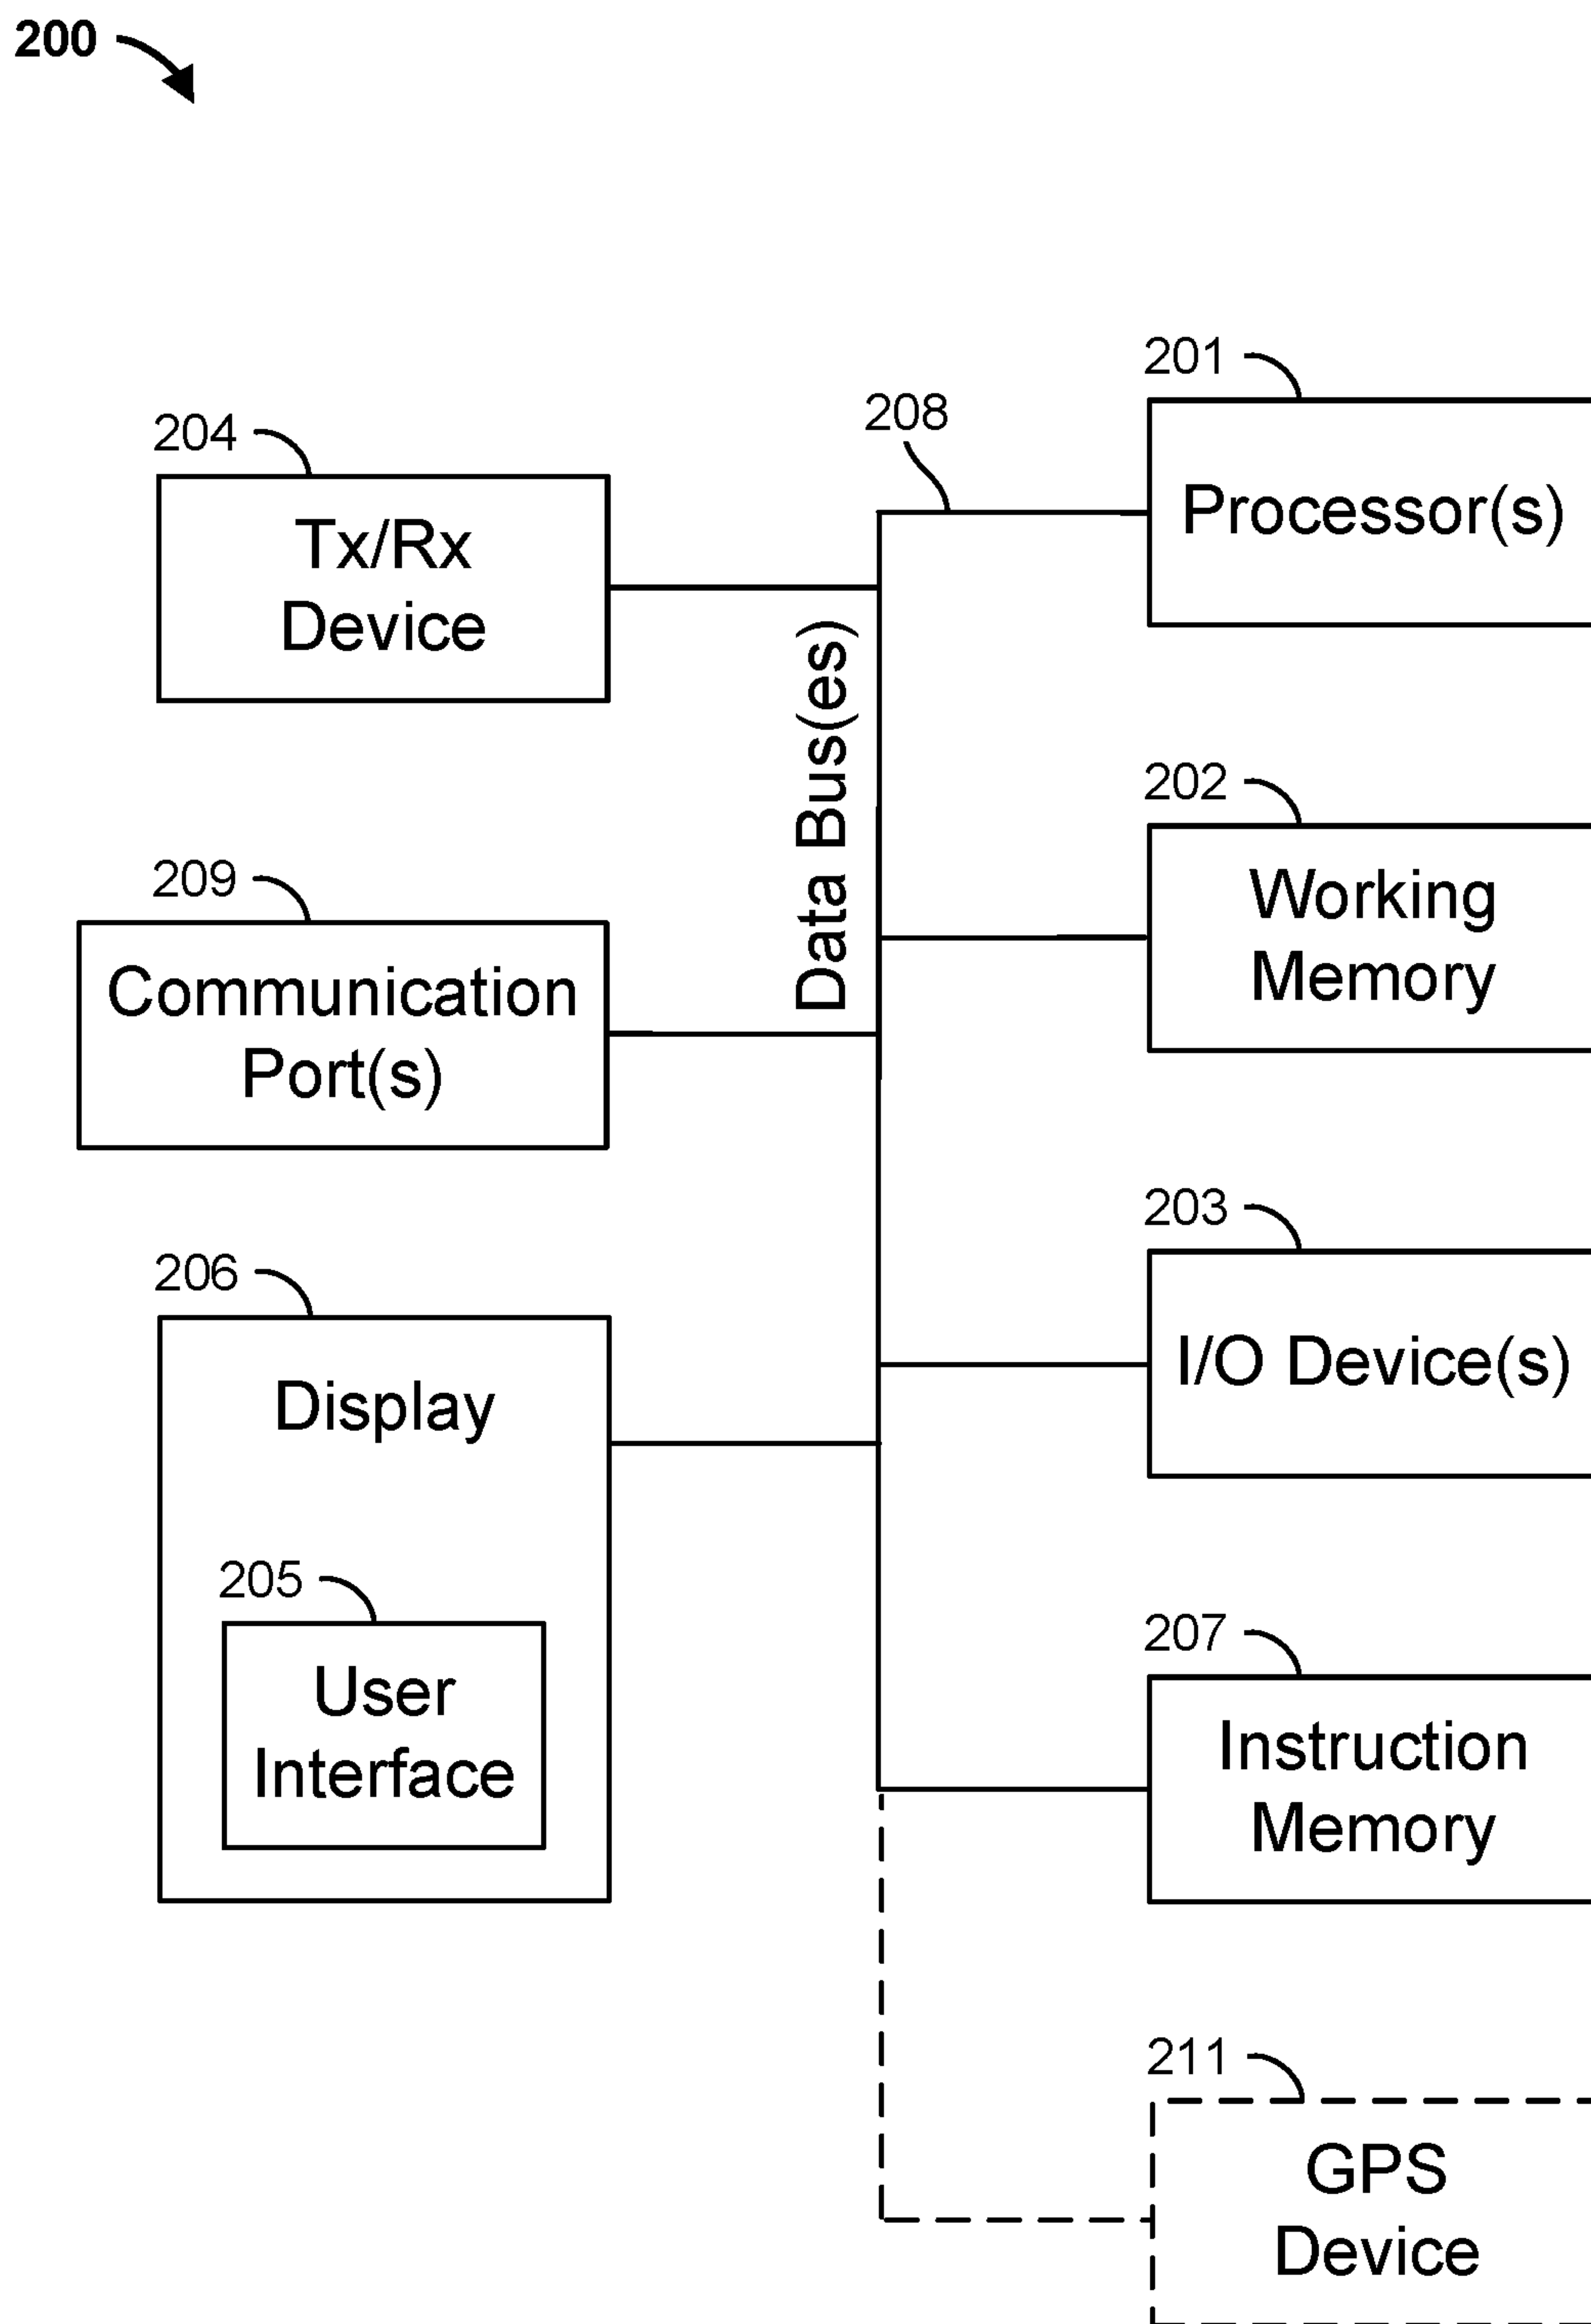 200
201
208
204
Processor(s)
Tx/Rx
Device
Data Bus(es)
202
Working
Memory
209
Communication
Port(s)
203
I/O Device(s)
206
Display
205
User
Interface
207
Instruction
Memory
211
GPS
Device